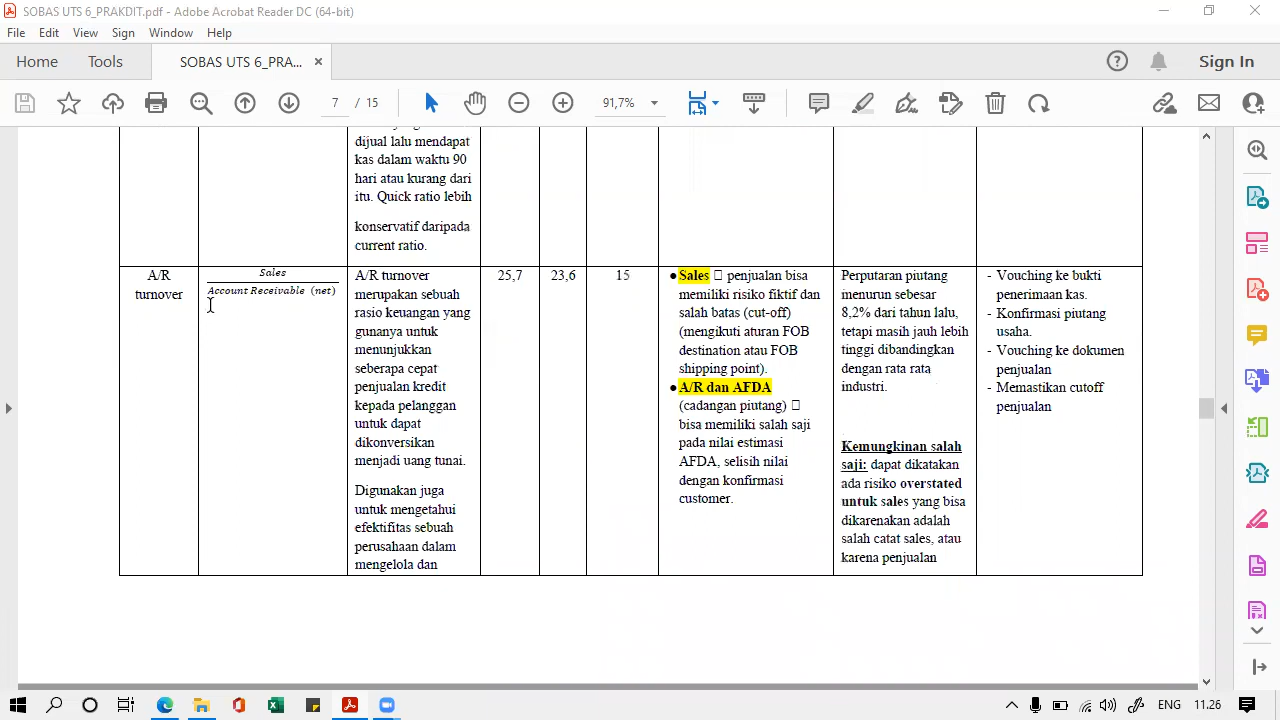 SOBAS UTS 6_PRAKDIT.pdf - Adobe Acrobat Reader DC (64-bit)
File Edit View Sign Window Help
Home Tools SOBAS UTS 6_PRA... × Sign In
7 / 15 91,7%
dijual lalu mendapat
kas dalam waktu 90
hari atau kurang dari
itu. Quick ratio lebih
konservatif daripada
current ratio.
A/R
turnover
Sales
Account Receivable (net)
A/R turnover
merupakan sebuah
rasio keuangan yang
gunanya untuk
menunjukkan
seberapa cepat
penjualan kredit
kepada pelanggan
untuk dapat
dikonversikan
menjadi uang tunai.
Digunakan juga
untuk mengetahui
efektifitas sebuah
perusahaan dalam
mengelola dan
25,7
23,6
15
● Sales □ penjualan bisa
memiliki risiko fiktif dan
salah batas (cut-off)
(mengikuti aturan FOB
destination atau FOB
shipping point).
● A/R dan AFDA
(cadangan piutang) □
bisa memiliki salah saji
pada nilai estimasi
AFDA, selisih nilai
dengan konfirmasi
customer.
Perputaran piutang
menurun sebesar
8,2% dari tahun lalu,
tetapi masih jauh lebih
tinggi dibandingkan
dengan rata rata
industri.
Kemungkinan salah
saji: dapat dikatakan
ada risiko overstated
untuk sales yang bisa
dikarenakan adalah
salah catat sales, atau
karena penjualan
- Vouching ke bukti
penerimaan kas.
- Konfirmasi piutang
usaha.
- Vouching ke dokumen
penjualan
- Memastikan cutoff
penjualan
ENG 11.26